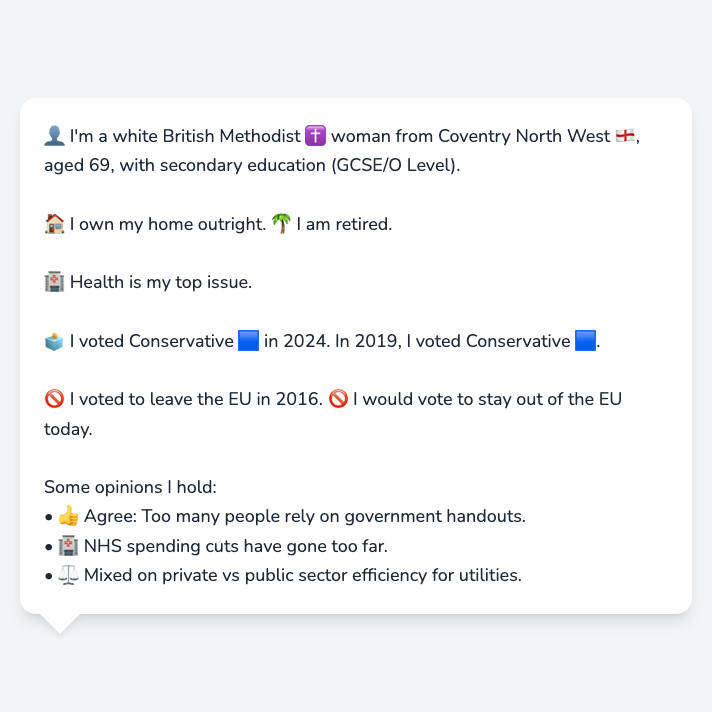 👤 I'm a white British Methodist ✝️ woman from Coventry North West 🏴󠁧󠁢󠁥󠁮󠁧󠁿,
aged 69, with secondary education (GCSE/O Level).
🏠 I own my home outright. 🌴 I am retired.
🏥 Health is my top issue.
🗳️ I voted Conservative 🟦 in 2024. In 2019, I voted Conservative 🟦.
🚫 I voted to leave the EU in 2016. 🚫 I would vote to stay out of the EU
today.
Some opinions I hold:
• 👍 Agree: Too many people rely on government handouts.
• 🏥 NHS spending cuts have gone too far.
• ⚖️ Mixed on private vs public sector efficiency for utilities.